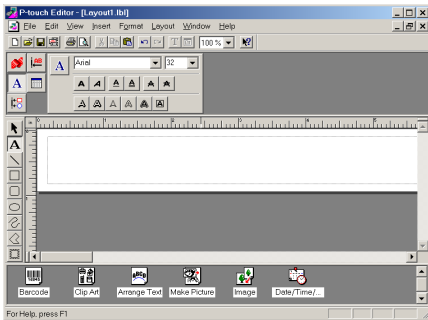 P-touch Editor - [Layout1.lbl]
File Edit View Insert Format Layout Window Help
100 %
Arial 32
A A A A A A
A A A A A A
Barcode Clip Art Arrange Text Make Picture Image Date/Time/...
For Help, press F1